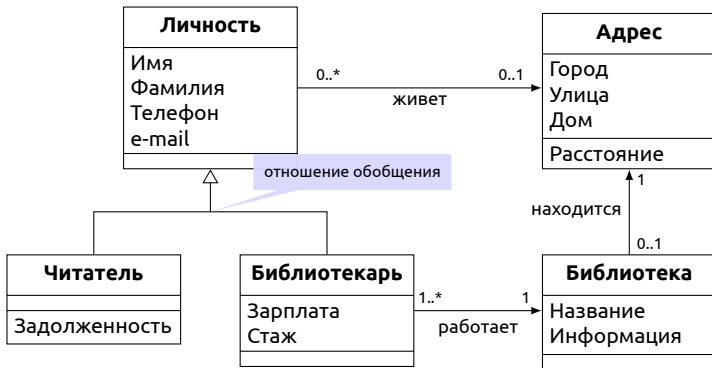 Личность
Имя
Фамилия
Телефон
e-mail
0..*
0..1
живет
Адрес
Город
Улица
Дом
Расстояние
отношение обобщения
1
находится
0..1
Читатель
Задолженность
Библиотекарь
Зарплата
Стаж
1..*
1
работает
Библиотека
Название
Информация